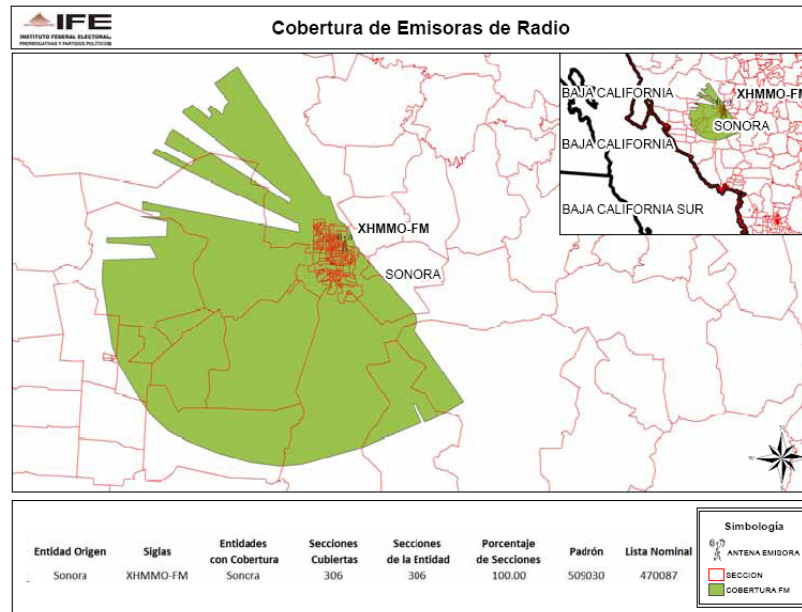 IFE
INSTITUTO FEDERAL ELECTORAL
PRERROGATIVAS Y PARTIDOS POLÍTICOS
Cobertura de Emisoras de Radio
XHMMO-FM
SONORA
BAJA CALIFORNIA
XHMMO-FM
SONORA
BAJA CALIFORNIA
BAJA CALIFORNIA SUR
N
W
S
Entidad Origen Siglas Entidades con Cobertura Secciones Cubiertas Secciones de la Entidad Porcentaje de Secciones Padrón Lista Nominal
Sonora XHMMO-FM Sonora 306 306 100.00 509030 470087
Simbología
ANTENA EMISORA
SECCION
COBERTURA FM